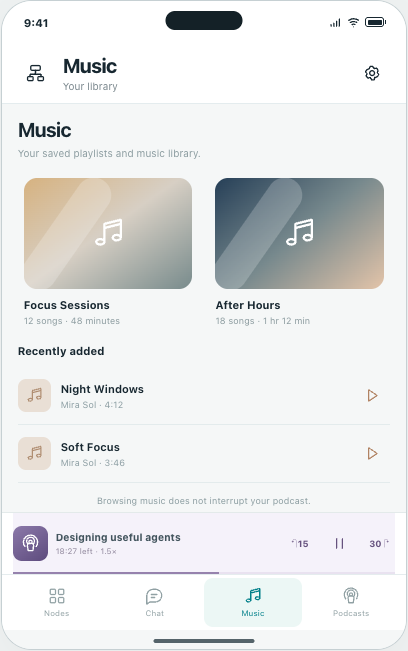 9:41
Music
Your library
Music
Your saved playlists and music library.
Focus Sessions
12 songs · 48 minutes
After Hours
18 songs · 1 hr 12 min
Recently added
Night Windows
Mira Sol · 4:12
Soft Focus
Mira Sol · 3:46
Browsing music does not interrupt your podcast.
Designing useful agents
18:27 left · 1.5×
15
30
Nodes
Chat
Music
Podcasts